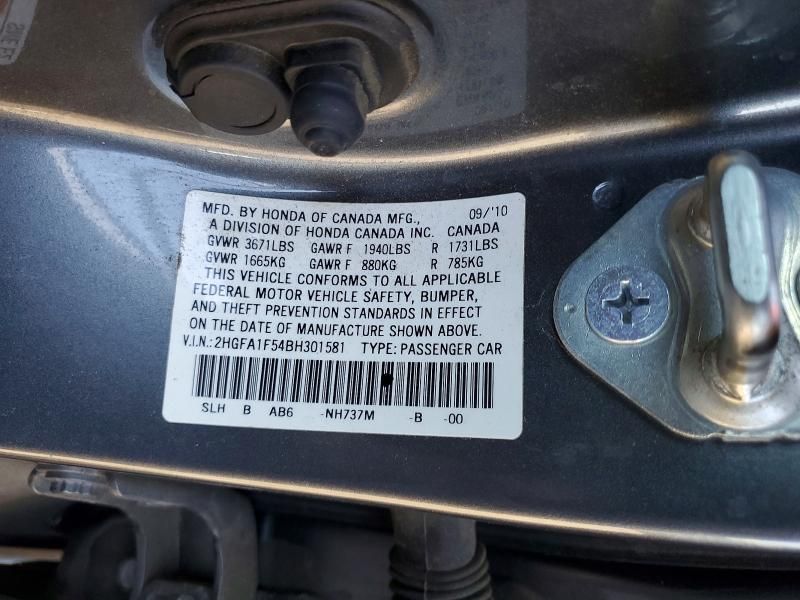 MFD. BY HONDA OF CANADA MFG., 09/'10
A DIVISION OF HONDA CANADA INC. CANADA
GVWR 3671LBS GAWR F 1940LBS R 1731LBS
GVWR 1665KG GAWR F 880KG R 785KG
THIS VEHICLE CONFORMS TO ALL APPLICABLE
FEDERAL MOTOR VEHICLE SAFETY, BUMPER,
AND THEFT PREVENTION STANDARDS IN EFFECT
ON THE DATE OF MANUFACTURE SHOWN ABOVE.
V.I.N.: 2HGFA1F54BH301581 TYPE: PASSENGER CAR
SLH B AB6 -NH737M -B -00